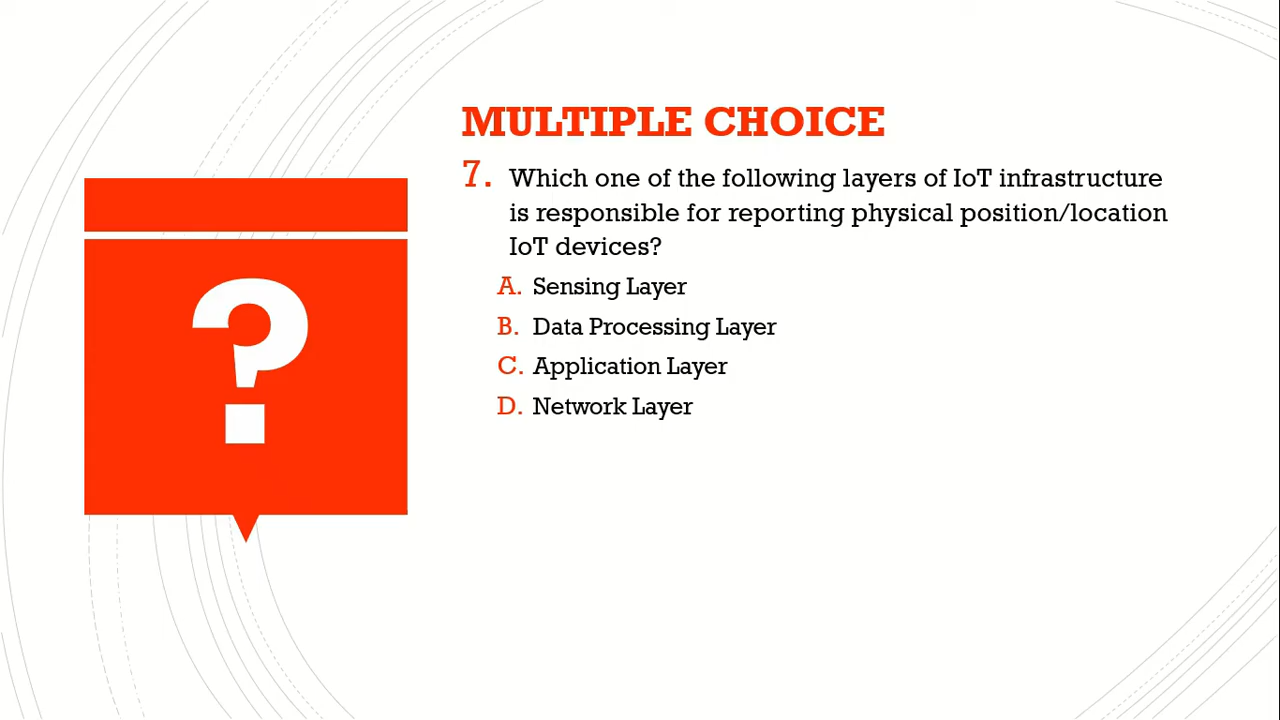 MULTIPLE CHOICE
7. Which one of the following layers of IoT infrastructure
is responsible for reporting physical position/location
IoT devices?
A. Sensing Layer
B. Data Processing Layer
C. Application Layer
D. Network Layer
?